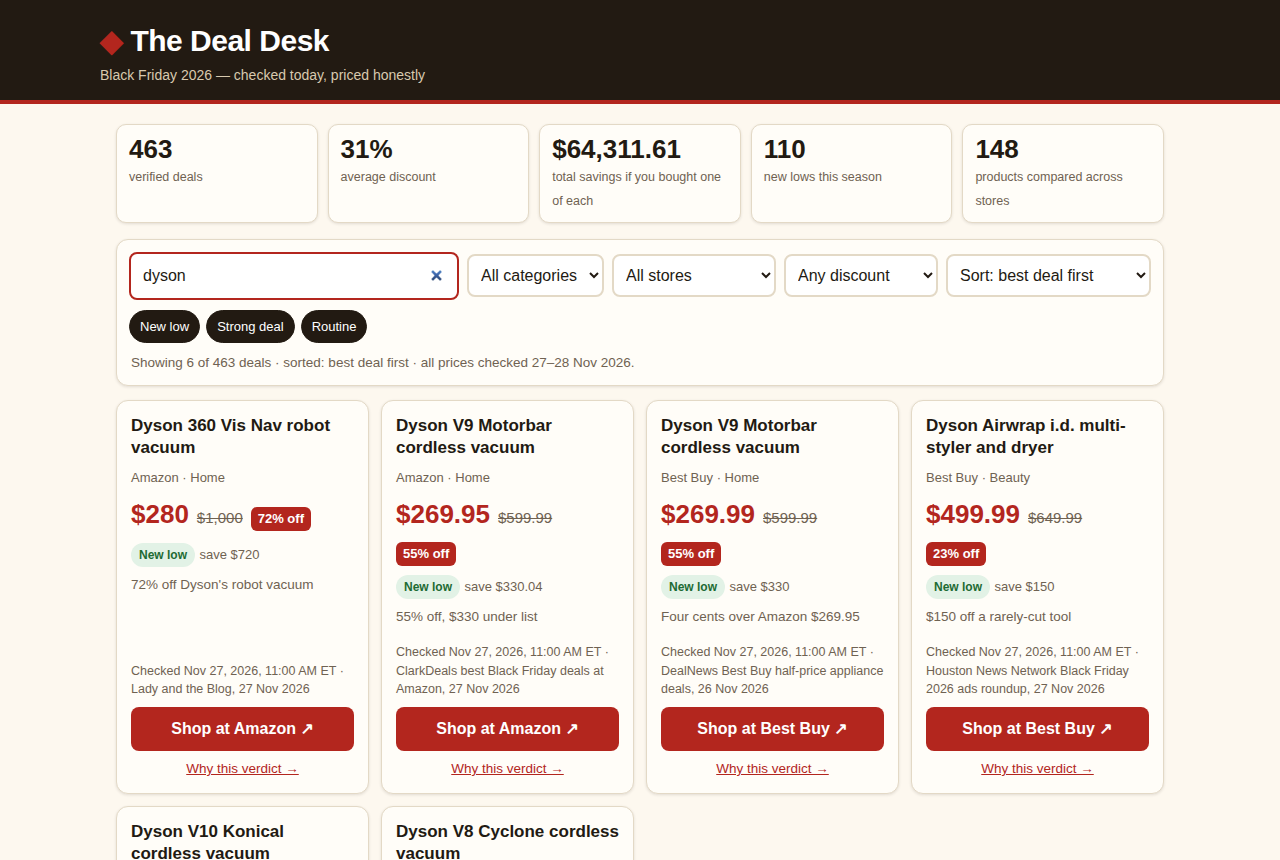 The Deal Desk
Black Friday 2026 — checked today, priced honestly
463
verified deals
31%
average discount
$64,311.61
total savings if you bought one
of each
110
new lows this season
148
products compared across
stores
dyson
All categories
All stores
Any discount
Sort: best deal first
New low
Strong deal
Routine
Showing 6 of 463 deals · sorted: best deal first · all prices checked 27–28 Nov 2026.
Dyson 360 Vis Nav robot
vacuum
Amazon · Home
$280 $1,000 72% off
New low save $720
72% off Dyson's robot vacuum
Checked Nov 27, 2026, 11:00 AM ET ·
Lady and the Blog, 27 Nov 2026
Shop at Amazon ↗
Why this verdict →
Dyson V9 Motorbar
cordless vacuum
Amazon · Home
$269.95 $599.99
55% off
New low save $330.04
55% off, $330 under list
Checked Nov 27, 2026, 11:00 AM ET ·
ClarkDeals best Black Friday deals at
Amazon, 27 Nov 2026
Shop at Amazon ↗
Why this verdict →
Dyson V9 Motorbar
cordless vacuum
Best Buy · Home
$269.99 $599.99
55% off
New low save $330
Four cents over Amazon $269.95
Checked Nov 27, 2026, 11:00 AM ET ·
DealNews Best Buy half-price appliance
deals, 26 Nov 2026
Shop at Best Buy ↗
Why this verdict →
Dyson Airwrap i.d. multi-
styler and dryer
Best Buy · Beauty
$499.99 $649.99
23% off
New low save $150
$150 off a rarely-cut tool
Checked Nov 27, 2026, 11:00 AM ET ·
Houston News Network Black Friday
2026 ads roundup, 27 Nov 2026
Shop at Best Buy ↗
Why this verdict →
Dyson V10 Konical
cordless vacuum
Dyson V8 Cyclone cordless
vacuum